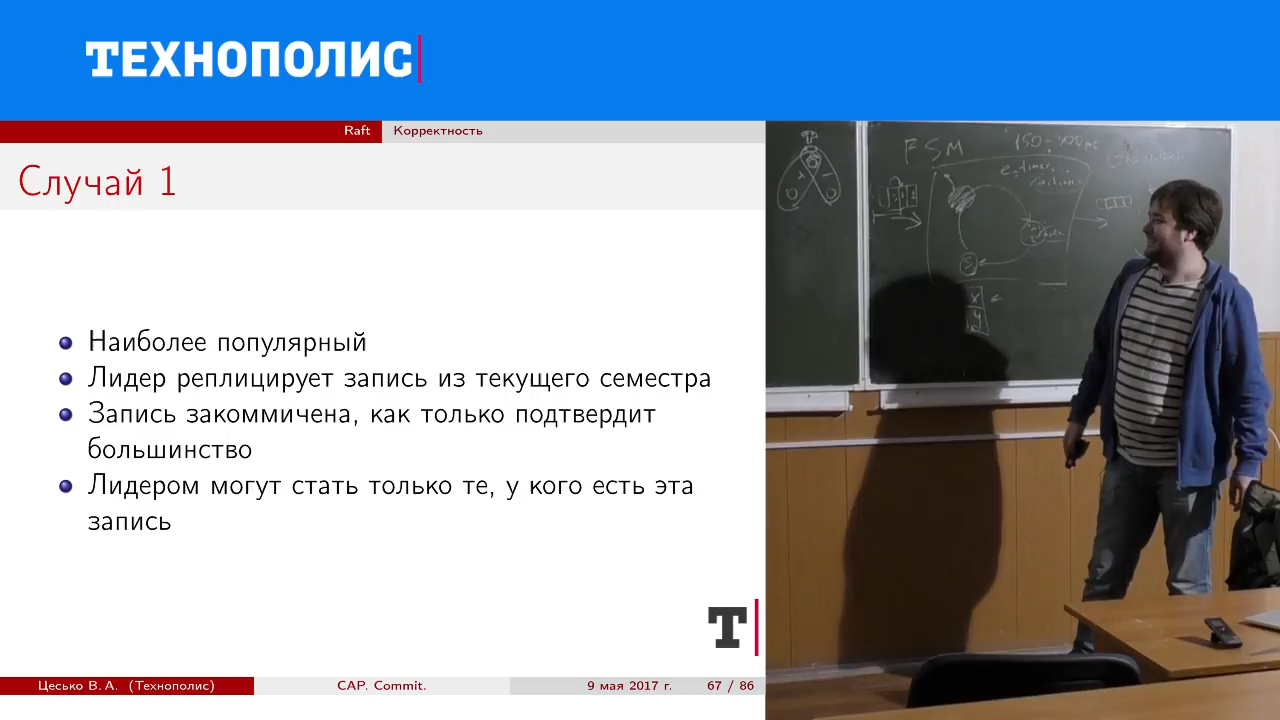 ТЕХНОПОЛИС
Raft Корректность
Случай 1
Наиболее популярный
Лидер реплицирует запись из текущего семестра
Запись закоммичена, как только подтвердит
большинство
Лидером могут стать только те, у кого есть эта
запись
Т
Цесько В. А. (Технополис) CAP. Commit. 9 мая 2017 г. 67 / 86
FSM